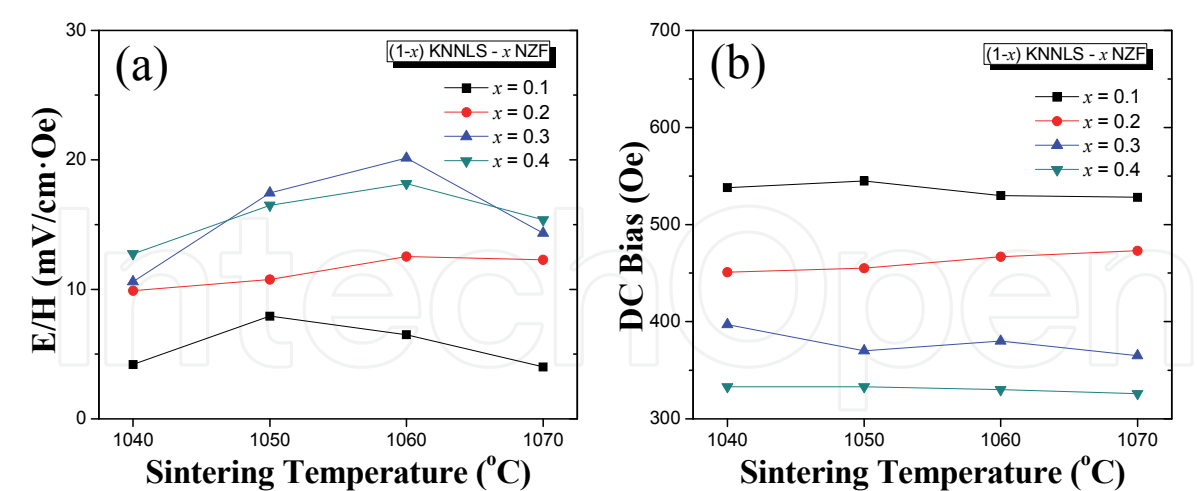 (a)
(1-x) KNNLS - x NZF
x = 0.1
x = 0.2
x = 0.3
x = 0.4
30
20
10
0
E/H (mV/cm·Oe)
1040
1050
1060
1070
Sintering Temperature (°C)
(b)
(1-x) KNNLS - x NZF
x = 0.1
x = 0.2
x = 0.3
x = 0.4
700
600
500
400
300
DC Bias (Oe)
1040
1050
1060
1070
Sintering Temperature (°C)
IntechOpen